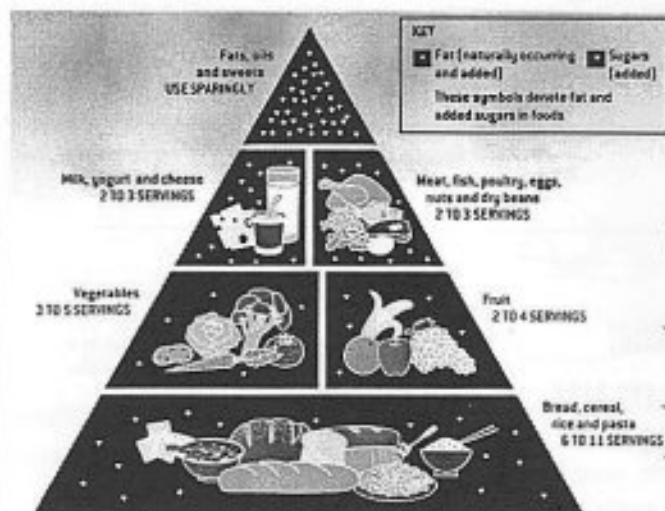 Fats, oils
and sweets
USE SPARINGLY
KEY
Fat [naturally occurring
and added]
Sugars
[added]
These symbols denote fat and
added sugars in foods
Milk, yogurt and cheese
2 TO 3 SERVINGS
Meat, fish, poultry, eggs,
nuts and dry beans
2 TO 3 SERVINGS
Vegetables
3 TO 5 SERVINGS
Fruit
2 TO 4 SERVINGS
Bread, cereal,
rice and pasta
6 TO 11 SERVINGS